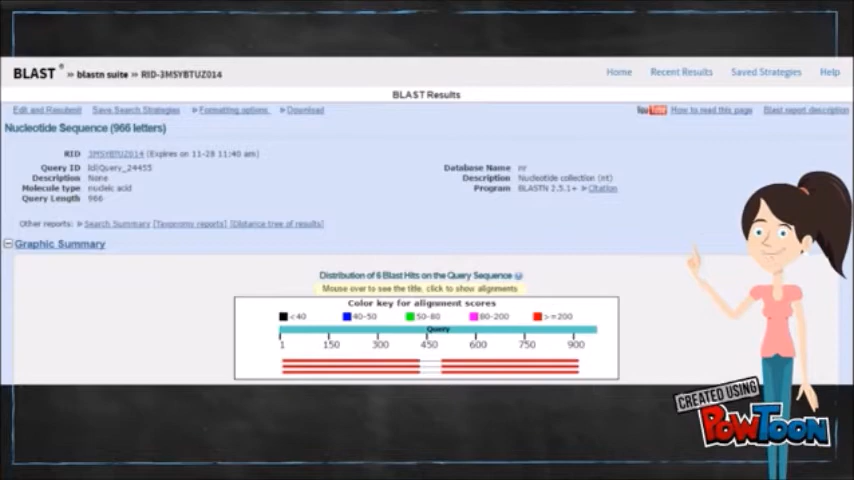 BLAST ® » blastn suite » RID-3MSYBTUZ014
Home Recent Results Saved Strategies Help
BLAST Results
Edit and Resubmit Save Search Strategies Formatting options Download
You Tube How to read this page Blast report description
Nucleotide Sequence (966 letters)
RID 3MSYBTUZ014 (Expires on 11-28 11:40 am)
Query ID lcl|Query_24455
Description None
Molecule type nucleic acid
Query Length 966
Database Name nr
Description Nucleotide collection (nt)
Program BLASTN 2.5.1+ Citation
Other reports: Search Summary [Taxonomy reports] [Distance tree of results]
Graphic Summary
Distribution of 6 Blast Hits on the Query Sequence
Mouse over to see the title, click to show alignments
Color key for alignment scores
<40 40-50 50-80 80-200 >=200
Query
1 150 300 450 600 750 900
CREATED USING
POWTOON